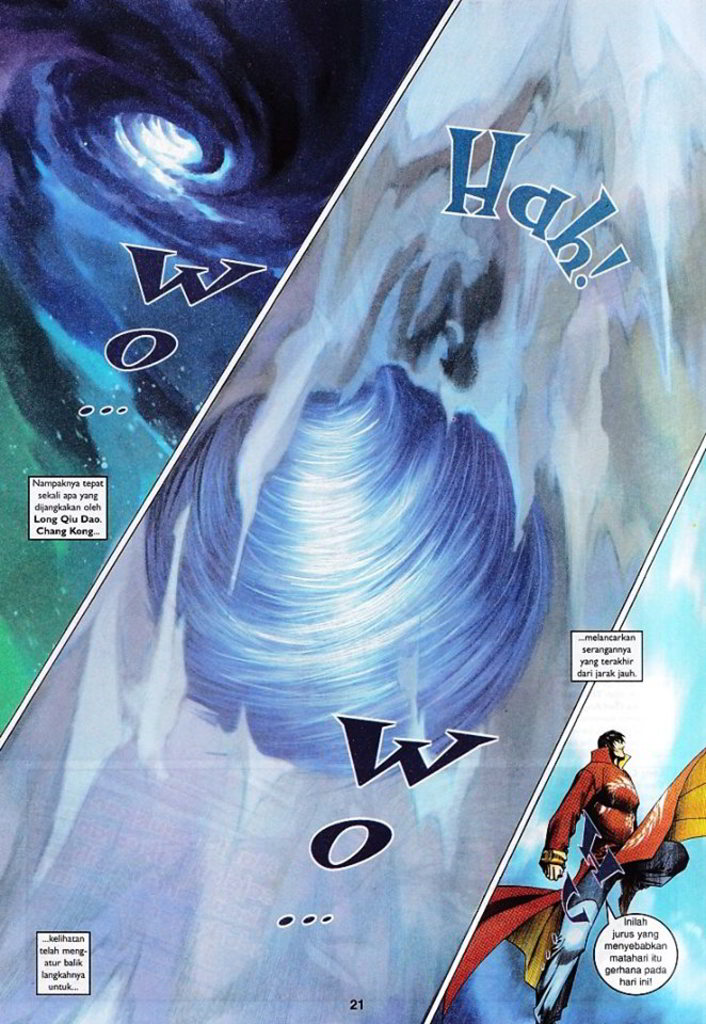 Hah!
W
O
...
Nampaknya tepat
sekali apa yang
dijangkakan oleh
Long Qiu Dao.
Chang Kong...
...melancarkan
serangannya
yang terakhir
dari jarak jauh.
W
O
...
...kelihatan
telah meng-
atur balik
langkahnya
untuk...
Inilah
jurus yang
menyebabkan
matahari itu
gerhana pada
hari ini!
21